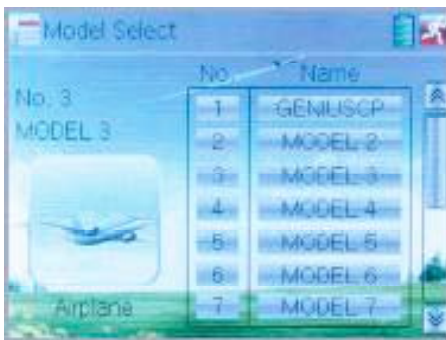 Model Select
No. 3
MODEL 3
Airplane
No Name
1 GENIUSCP
2 MODEL 2
3 MODEL 3
4 MODEL 4
5 MODEL 5
6 MODEL 6
7 MODEL 7